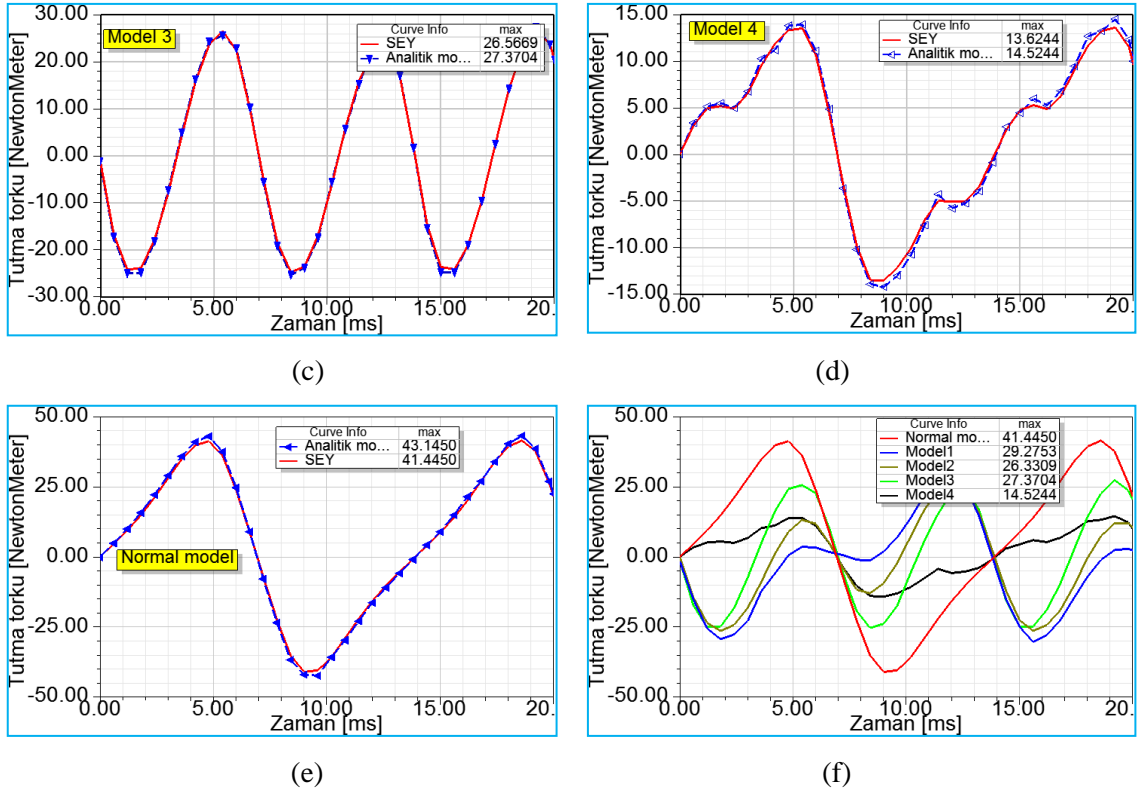 Model 3
Curve Info max
SEY 26.5669
Analitik mo... 27.3704
Tutma torku [NewtonMeter]
30.00
20.00
10.00
0.00
-10.00
-20.00
-30.00
0.00 5.00 10.00 15.00 20.
Zaman [ms]
(c)
Model 4
Curve Info max
SEY 13.6244
Analitik mo... 14.5244
Tutma torku [NewtonMeter]
15.00
10.00
5.00
0.00
-5.00
-10.00
-15.00
0.00 5.00 10.00 15.00 20.
Zaman [ms]
(d)
Normal model
Curve Info max
Analitik mo... 43.1450
SEY 41.4450
Tutma torku [NewtonMeter]
50.00
25.00
0.00
-25.00
-50.00
0.00 5.00 10.00 15.00 20.
Zaman [ms]
(e)
Curve Info max
Normal mo... 41.4450
Model1 29.2753
Model2 26.3309
Model3 27.3704
Model4 14.5244
Tutma torku [NewtonMeter]
50.00
25.00
0.00
-25.00
-50.00
0.00 5.00 10.00 15.00 20.
Zaman [ms]
(f)